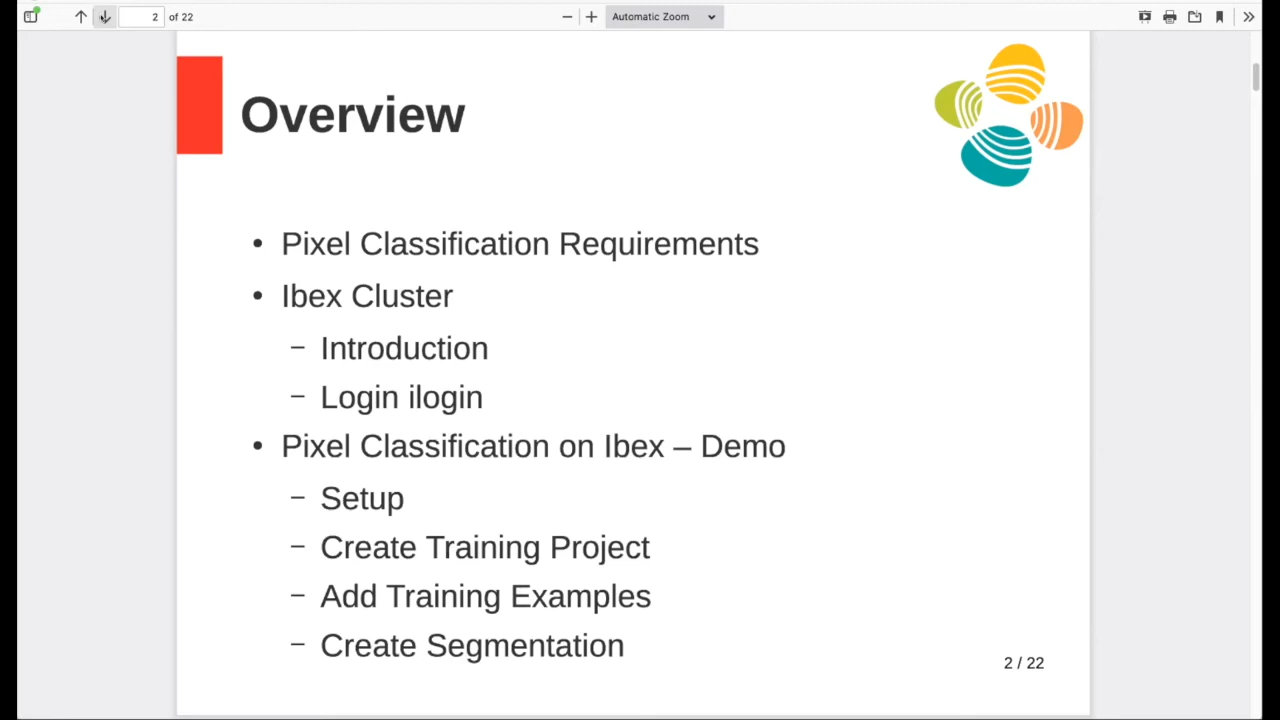 2 of 22 Automatic Zoom
Overview
• Pixel Classification Requirements
• Ibex Cluster
– Introduction
– Login ilogin
• Pixel Classification on Ibex – Demo
– Setup
– Create Training Project
– Add Training Examples
– Create Segmentation
2 / 22